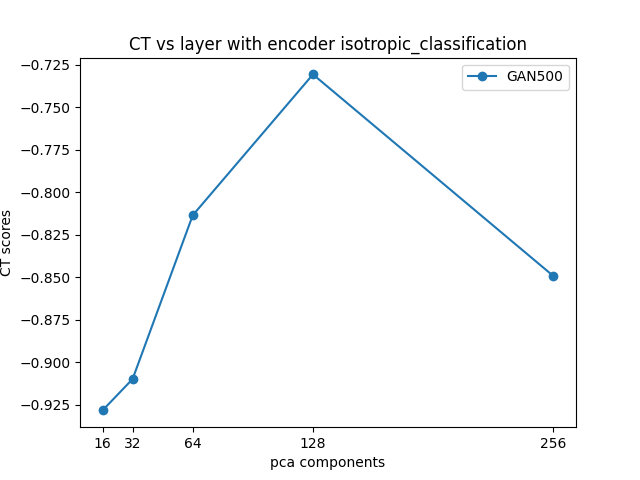 CT vs layer with encoder isotropic_classification
GAN500
−0.725
−0.750
−0.775
−0.800
−0.825
−0.850
−0.875
−0.900
−0.925
CT scores
16 32 64 128 256
pca components